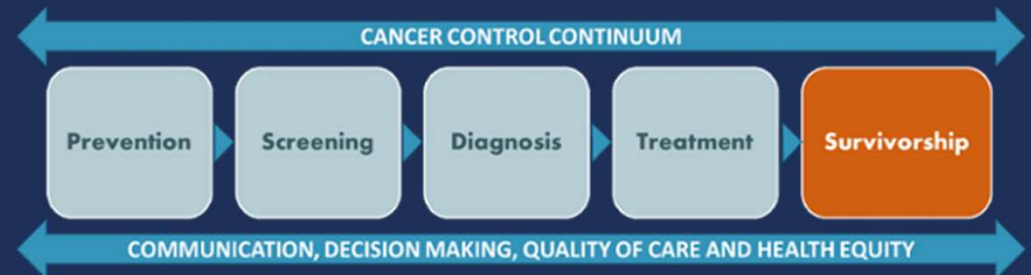 CANCER CONTROL CONTINUUM
Prevention
Screening
Diagnosis
Treatment
Survivorship
COMMUNICATION, DECISION MAKING, QUALITY OF CARE AND HEALTH EQUITY